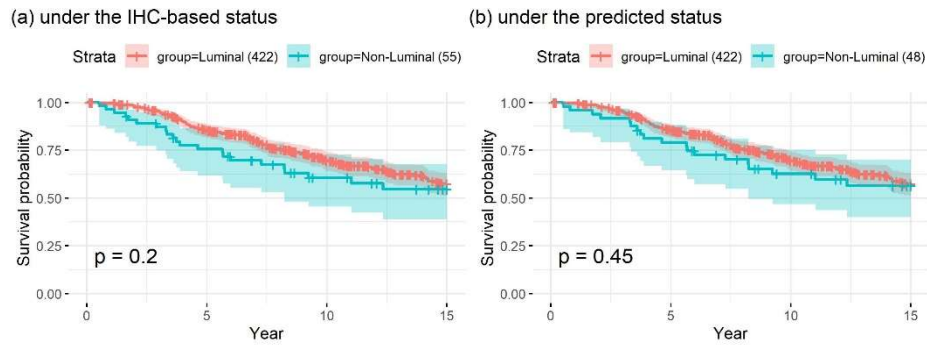 (a) under the IHC-based status
Strata group=Luminal (422) group=Non-Luminal (55)
1.00
0.75
0.50
0.25
0.00
Survival probability
p = 0.2
0 5 10 15
Year
(b) under the predicted status
Strata group=Luminal (422) group=Non-Luminal (48)
1.00
0.75
0.50
0.25
0.00
Survival probability
p = 0.45
0 5 10 15
Year